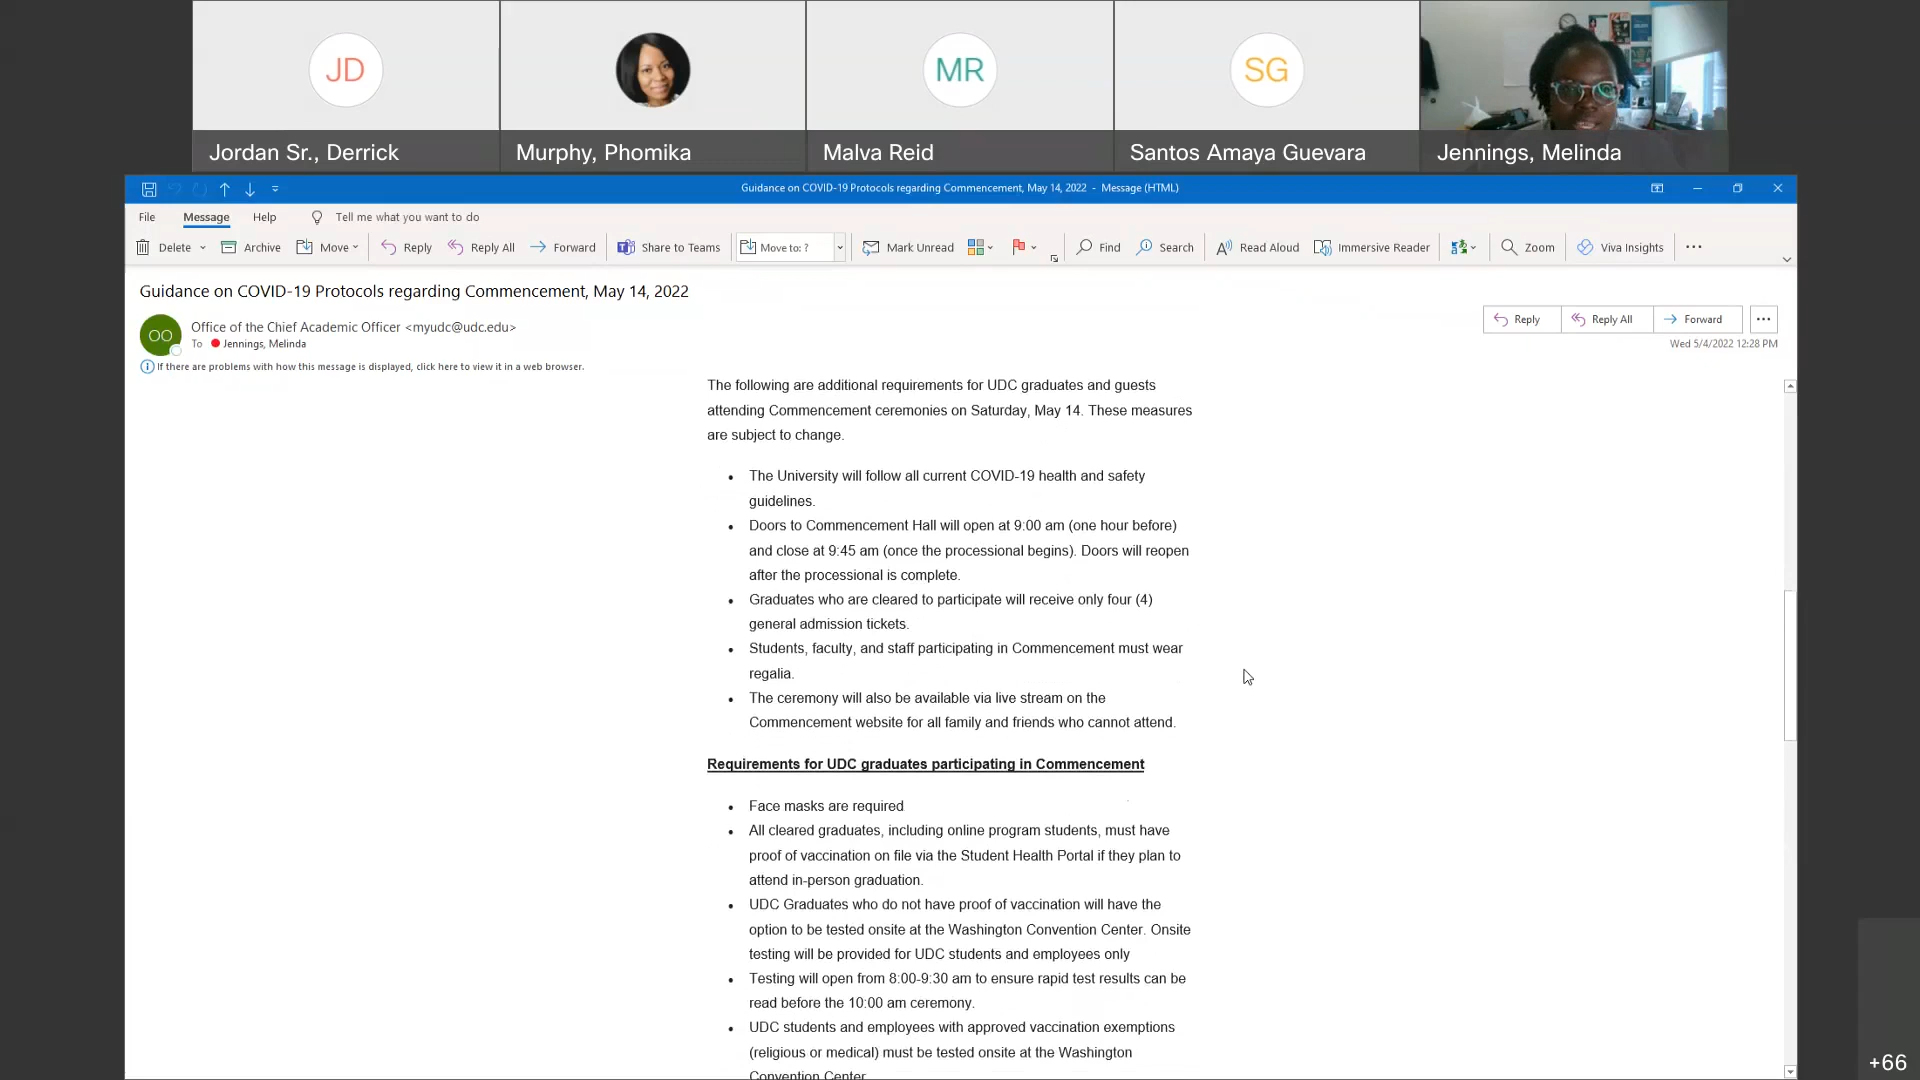 JD
MR
SG
Jordan Sr., Derrick
Murphy, Phomika
Malva Reid
Santos Amaya Guevara
Jennings, Melinda
Guidance on COVID-19 Protocols regarding Commencement, May 14, 2022 - Message (HTML)
File Message Help Tell me what you want to do
Delete Archive Move Reply Reply All Forward Share to Teams Move to: ? Mark Unread Find Search Read Aloud Immersive Reader Zoom Viva Insights
Guidance on COVID-19 Protocols regarding Commencement, May 14, 2022
OO
Office of the Chief Academic Officer <myudc@udc.edu>
To Jennings, Melinda
Reply Reply All Forward
Wed 5/4/2022 12:28 PM
If there are problems with how this message is displayed, click here to view it in a web browser.
The following are additional requirements for UDC graduates and guests
attending Commencement ceremonies on Saturday, May 14. These measures
are subject to change.
• The University will follow all current COVID-19 health and safety
guidelines.
• Doors to Commencement Hall will open at 9:00 am (one hour before)
and close at 9:45 am (once the processional begins). Doors will reopen
after the processional is complete.
• Graduates who are cleared to participate will receive only four (4)
general admission tickets.
• Students, faculty, and staff participating in Commencement must wear
regalia.
• The ceremony will also be available via live stream on the
Commencement website for all family and friends who cannot attend.
Requirements for UDC graduates participating in Commencement
• Face masks are required
• All cleared graduates, including online program students, must have
proof of vaccination on file via the Student Health Portal if they plan to
attend in-person graduation.
• UDC Graduates who do not have proof of vaccination will have the
option to be tested onsite at the Washington Convention Center. Onsite
testing will be provided for UDC students and employees only
• Testing will open from 8:00-9:30 am to ensure rapid test results can be
read before the 10:00 am ceremony.
• UDC students and employees with approved vaccination exemptions
(religious or medical) must be tested onsite at the Washington
Convention Center
+66